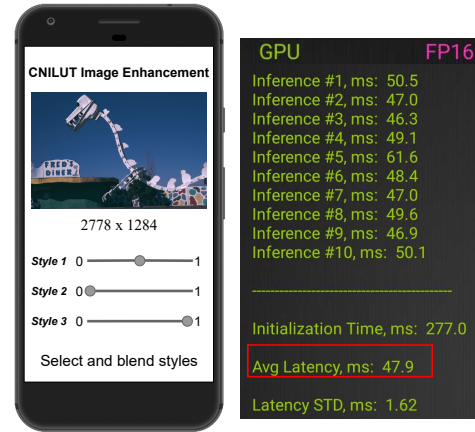 CNILUT Image Enhancement
FRED'S
DINER
2778 x 1284
Style 1 0 1
Style 2 0 1
Style 3 0 1
Select and blend styles
GPU FP16
Inference #1, ms: 50.5
Inference #2, ms: 47.0
Inference #3, ms: 46.3
Inference #4, ms: 49.1
Inference #5, ms: 61.6
Inference #6, ms: 48.4
Inference #7, ms: 47.0
Inference #8, ms: 49.6
Inference #9, ms: 46.9
Inference #10, ms: 50.1
Initialization Time, ms: 277.0
Avg Latency, ms: 47.9
Latency STD, ms: 1.62